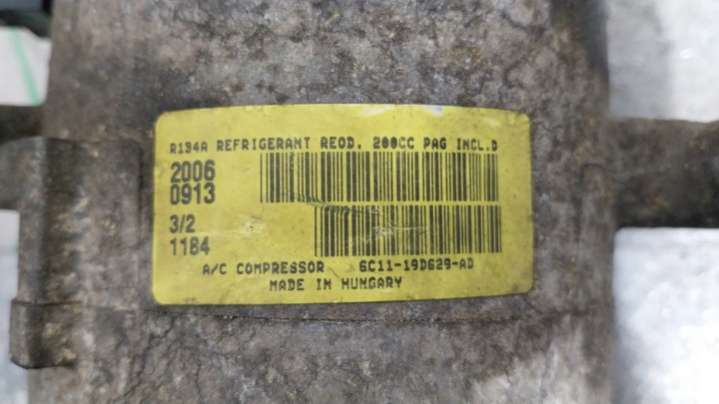 R134A REFRIGERANT REQD. 200CC PAG INCL.D
2006
0913
3/2
1184
A/C COMPRESSOR 6C11-19D629-AD
MADE IN HUNGARY